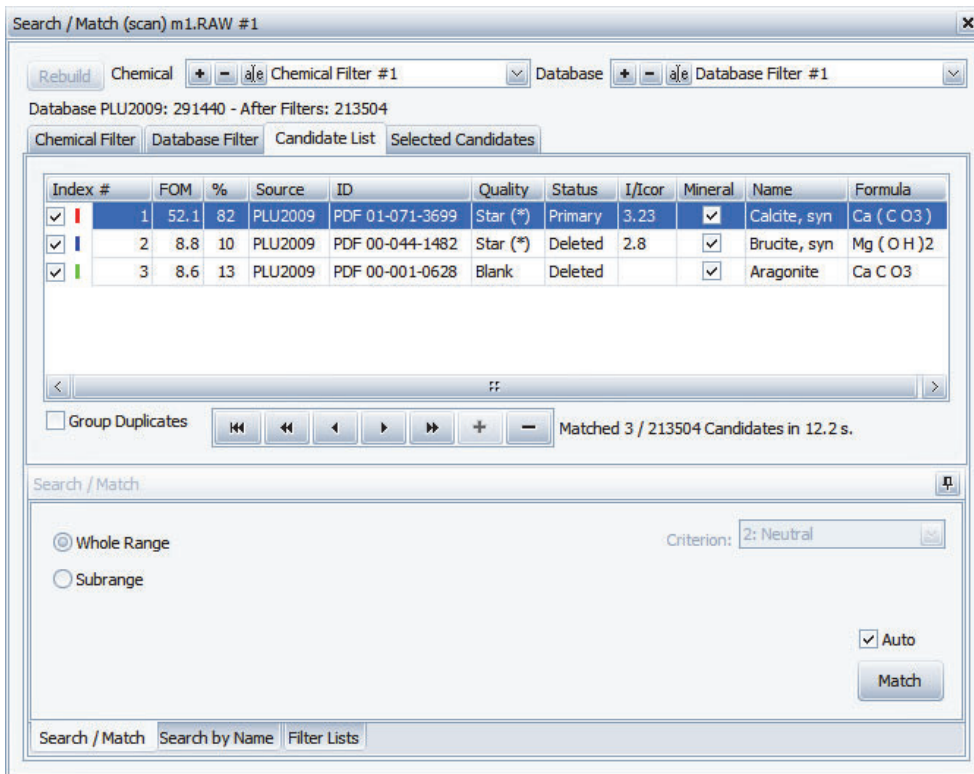 Search / Match (scan) m1.RAW #1
Rebuild Chemical + - a|e Chemical Filter #1 Database + - a|e Database Filter #1
Database PLU2009: 291440 - After Filters: 213504
Chemical Filter Database Filter Candidate List Selected Candidates
Index # FOM % Source ID Quality Status I/Icor Mineral Name Formula
1 52.1 82 PLU2009 PDF 01-071-3699 Star (*) Primary 3.23 Calcite, syn Ca ( C O3 )
2 8.8 10 PLU2009 PDF 00-044-1482 Star (*) Deleted 2.8 Brucite, syn Mg ( O H )2
3 8.6 13 PLU2009 PDF 00-001-0628 Blank Deleted Aragonite Ca C O3
Group Duplicates + - Matched 3 / 213504 Candidates in 12.2 s.
Search / Match
Whole Range Criterion: 2: Neutral
Subrange
Auto
Match
Search / Match Search by Name Filter Lists